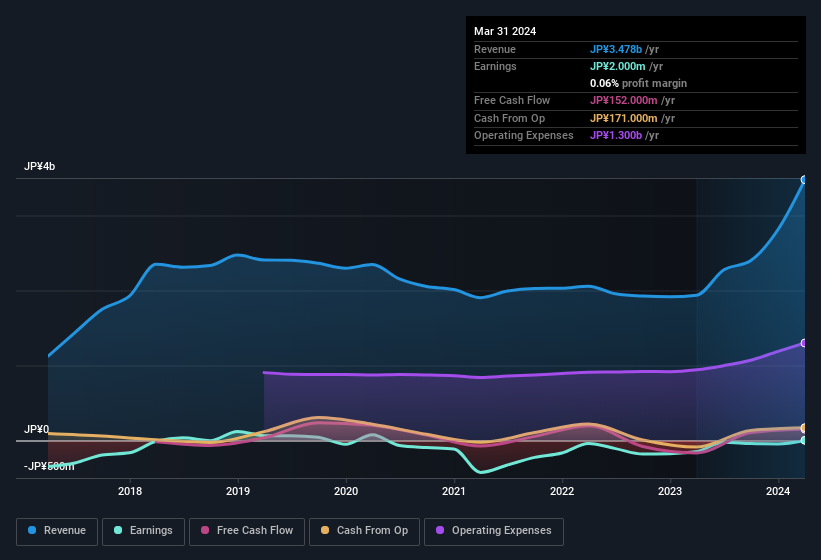 Mar 31 2024
Revenue JP¥3.478b /yr
Earnings JP¥2.000m /yr
0.06% profit margin
Free Cash Flow JP¥152.000m /yr
Cash From Op JP¥171.000m /yr
Operating Expenses JP¥1.300b /yr
JP¥4b
JP¥0
-JP¥500m
2018 2019 2020 2021 2022 2023 2024
Revenue Earnings Free Cash Flow Cash From Op Operating Expenses